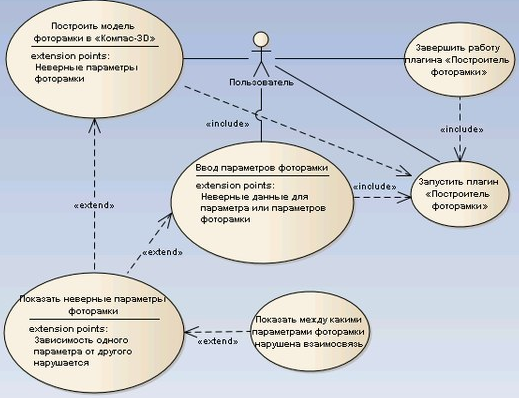 Построить модель
фоторамки в «Компас-3D»
extension points:
Неверные параметры
фоторамки
Пользователь
Завершить работу
плагина «Построитель
фоторамки»
«include»
«include»
Ввод параметров фоторамки
extension points:
Неверные данные для
параметра или параметров
фоторамки
«include»
Запустить плагин
«Построитель
фоторамки»
«extend»
«extend»
Показать неверные параметры
фоторамки
extension points:
Зависимость одного
параметра от другого
нарушается
«extend»
Показать между какими
параметрами фоторамки
нарушена взаимосвязь